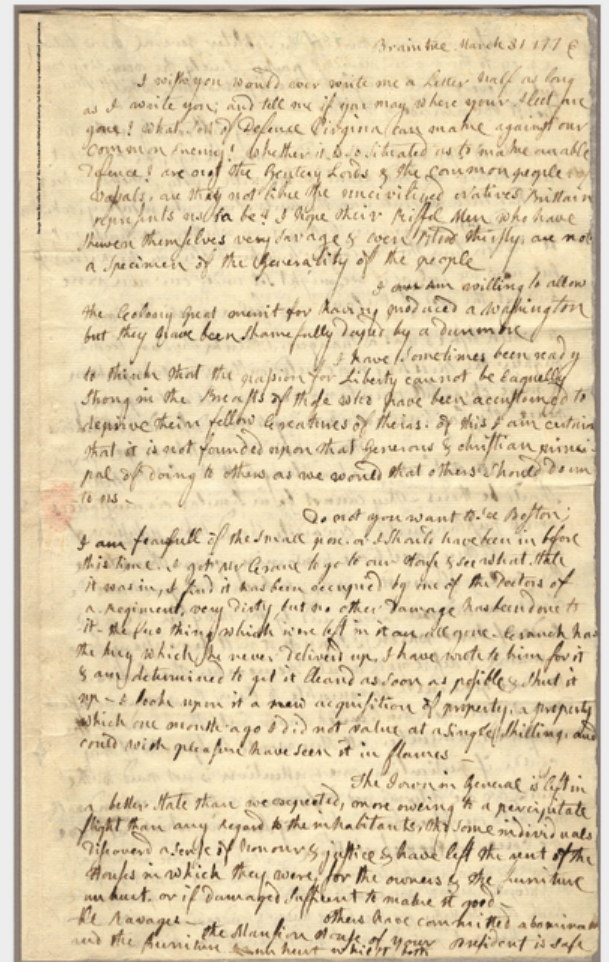 Braintree March 31 1776
I wish you would ever write me a Letter half as long
as I write you; and tell me if you may where your Fleet are
gone? What sort of Defence Virginia can make against our
common Enemy? Whether it is so situated as to make an able
Defence? are not the Gentery Lords & the common people
vassals, are they not like the uncivilized natives Brittain
represents us to be? I hope their Riffel Men who have
shewen themselves very savage & even Blood thirsty, are not
a specimen of the Generality of the people
I am willing to allow
the Colony great merrit for having produced a Washington
but they have been shamefully duped by a Dunmore
I have sometimes been ready
to think that the passion for Liberty cannot be Eaquelly
strong in the Breasts of those who have been accustomed to
deprive their fellow Creatures of theirs. of this I am certain
that it is not founded upon that generous & christian princi-
pal of doing to others as we would that others should do un
to us -
Do not you want to see Boston;
I am fearfull of the small pox. or I should have been in before
this time. I got Mr Crane to go to our House & see what state
it was in, I find it has been occupied by one of the Doctors of
a Regiment, very dirty, but no other Damage has been done to
it - the few things which were left in it are all gone. Cranch has
the key which he never deliverd up. I have wrote to him for it
& am determined to get it cleand as soon as possible & shut it
up - I look upon it a new acquisition of property, a property
which one month ago I did not value at a single Shilling, and
could with pleasure have seen it in flames -
The Town in General is left in
a better state than we expected, more oweing to a percipitate
flight than any Regard to the inhabitants, tho some individuals
discoverd a sense of honour & justice & have left the rent of the
Houses in which they were, for the owners & the furniture
unhurt, or if damaged sufficent to make it good -
others have committed abominable
Ravages - the Mansion House of your President is safe
and the furniture unhurt whilst both